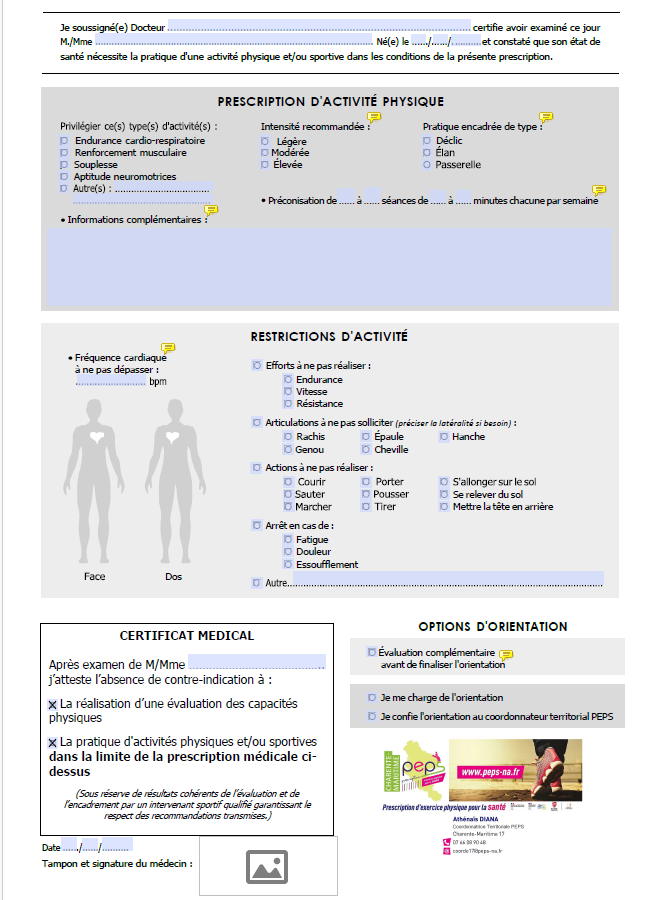 Je soussigné(e) Docteur ................ certifie avoir examiné ce jour
M./Mme ................ Né(e) le ....../....../.......... et constaté que son état de
santé nécessite la pratique d'une activité physique et/ou sportive dans les conditions de la présente prescription.
PRESCRIPTION D'ACTIVITÉ PHYSIQUE
Privilégier ce(s) type(s) d'activité(s) :
Endurance cardio-respiratoire
Renforcement musculaire
Souplesse
Aptitude neuromotrices
Autre(s) : ................
Intensité recommandée :
Légère
Modérée
Élevée
Pratique encadrée de type :
Déclic
Élan
Passerelle
• Préconisation de ...... à ...... séances de ...... à ...... minutes chacune par semaine
• Informations complémentaires :
RESTRICTIONS D'ACTIVITÉ
• Fréquence cardiaque
à ne pas dépasser :
................ bpm
Face Dos
Efforts à ne pas réaliser :
Endurance
Vitesse
Résistance
Articulations à ne pas solliciter (préciser la latéralité si besoin) :
Rachis Épaule Hanche
Genou Cheville
Actions à ne pas réaliser :
Courir Porter S'allonger sur le sol
Sauter Pousser Se relever du sol
Marcher Tirer Mettre la tête en arrière
Arrêt en cas de :
Fatigue
Douleur
Essoufflement
Autre................
CERTIFICAT MEDICAL
Après examen de M/Mme ................
j'atteste l'absence de contre-indication à :
x La réalisation d'une évaluation des capacités
physiques
x La pratique d'activités physiques et/ou sportives
dans la limite de la prescription médicale ci-
dessus
(Sous réserve de résultats cohérents de l'évaluation et de
l'encadrement par un intervenant sportif qualifié garantissant le
respect des recommandations transmises.)
Date ....../....../..........
Tampon et signature du médecin :
OPTIONS D'ORIENTATION
Évaluation complémentaire
avant de finaliser l'orientation
Je me charge de l'orientation
Je confie l'orientation au coordonnateur territorial PEPS
CHARENTE
MARITIME
peps
www.peps-na.fr
Prescription d'exercice physique pour la santé
Athénaïs DIANA
Coordonnatrice Territoriale PEPS
Charente-Maritime 17
07 66 08 90 48
coordo17@peps-na.fr